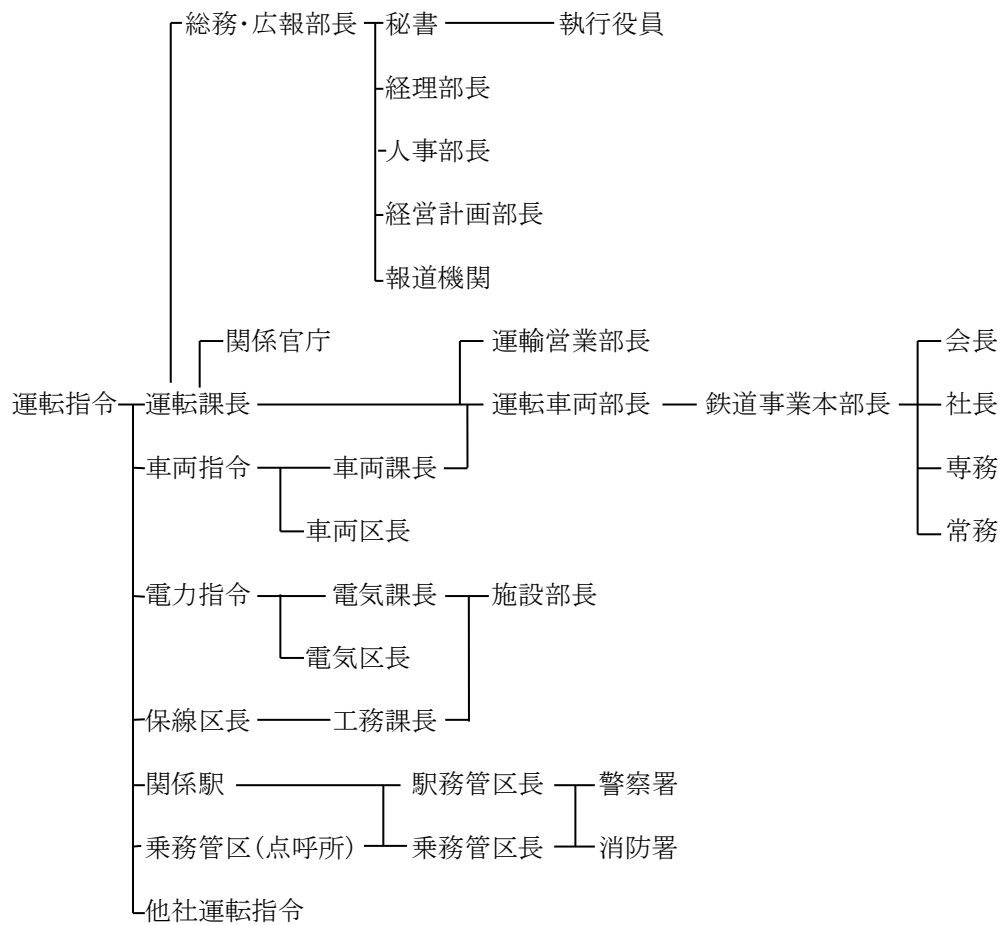 総務・広報部長 秘書 執行役員
経理部長
人事部長
経営計画部長
報道機関
関係官庁 運輸営業部長 会長
運転指令 運転課長 運転車両部長 鉄道事業本部長 社長
車両指令 車両課長 専務
車両区長 常務
電力指令 電気課長 施設部長
電気区長
保線区長 工務課長
関係駅 駅務管区長 警察署
乗務管区(点呼所) 乗務管区長 消防署
他社運転指令